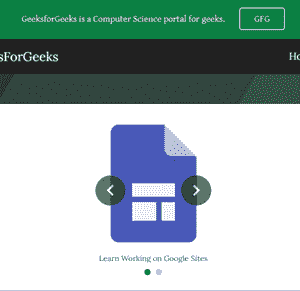 GeeksforGeeks is a Computer Science portal for geeks.
GFG
sForGeeks
Ho
Learn Working on Google Sites